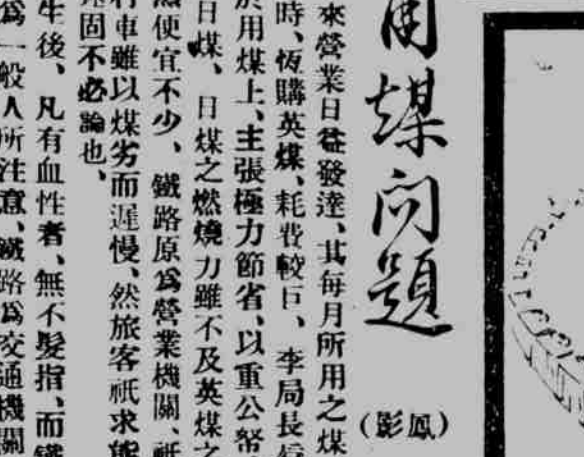 用煤問題
(鳳影)
來營業日益發達、其每月所用之煤
時、恆購英煤、耗費較巨、李局長
於用煤上、主張極力節省、以重公帑
日煤、日煤之燃燒力雖不及英煤之
然便宜不少、鐵路原爲營業機關、祇
行車雖以煤劣而遲慢、然旅客祇求能
固不必論也、
生後、凡有血性者、無不髮指、而鐵
爲一般人所注意、鐵路爲交通機關